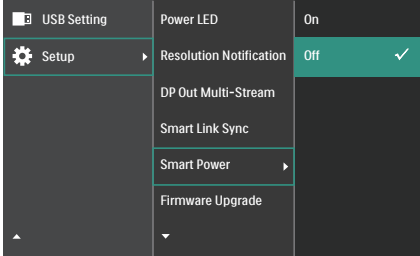 USB Setting
Setup
Power LED
Resolution Notification
DP Out Multi-Stream
Smart Link Sync
Smart Power
Firmware Upgrade
On
Off